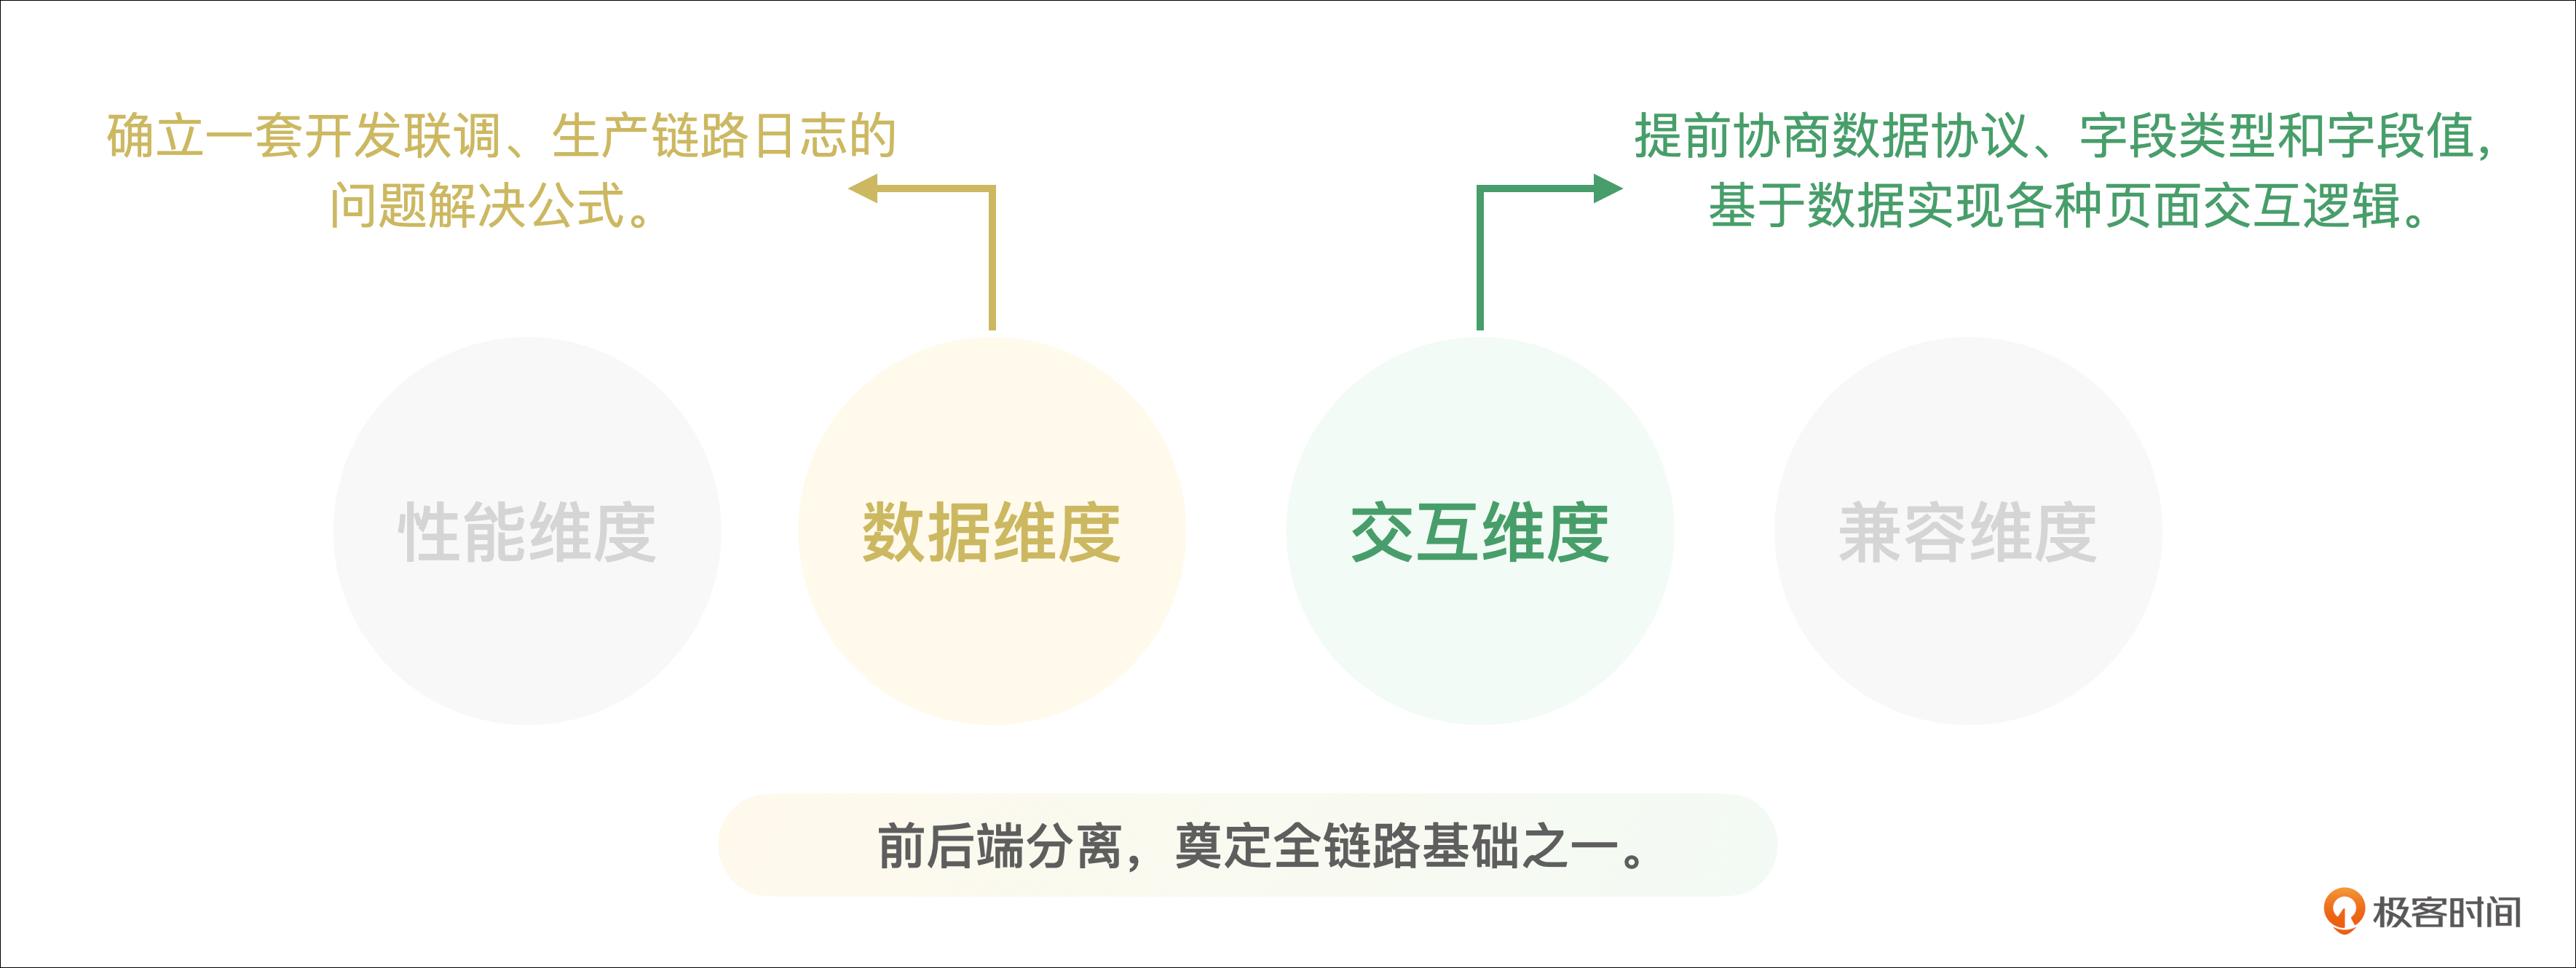 确立一套开发联调、生产链路日志的
问题解决公式。
提前协商数据协议、字段类型和字段值，
基于数据实现各种页面交互逻辑。
性能维度
数据维度
交互维度
兼容维度
前后端分离，奠定全链路基础之一。
极客时间